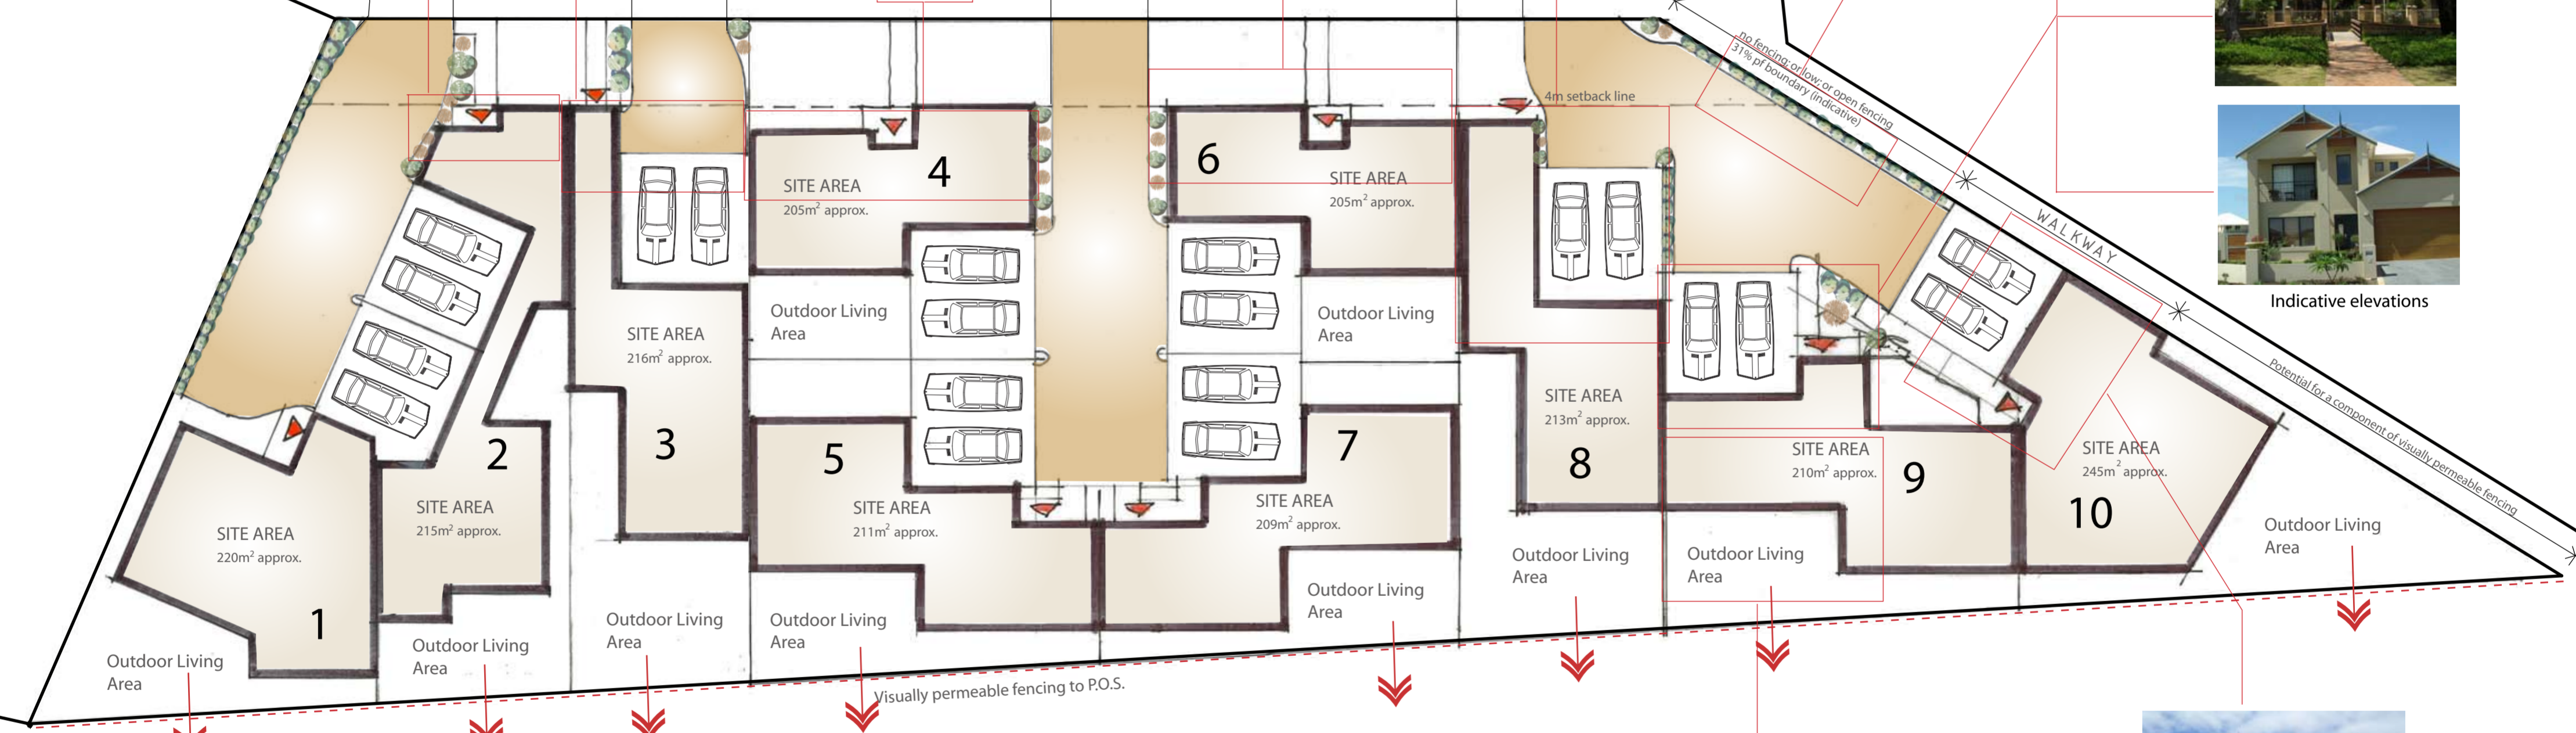 no fencing; or low; or open fencing
31% pf boundary (indicative)
4m setback line
WALKWAY
Potential for a component of visually permeable fencing
Indicative elevations
4
SITE AREA
205m² approx.
6
SITE AREA
205m² approx.
Outdoor Living
Area
Outdoor Living
Area
SITE AREA
216m² approx.
3
2
SITE AREA
215m² approx.
SITE AREA
220m² approx.
1
5
SITE AREA
211m² approx.
7
SITE AREA
209m² approx.
SITE AREA
213m² approx.
8
SITE AREA
210m² approx.
9
SITE AREA
245m² approx.
10
Outdoor Living
Area
Outdoor Living
Area
Outdoor Living
Area
Outdoor Living
Area
Outdoor Living
Area
Outdoor Living
Area
Outdoor Living
Area
Outdoor Living
Area
Visually permeable fencing to P.O.S.